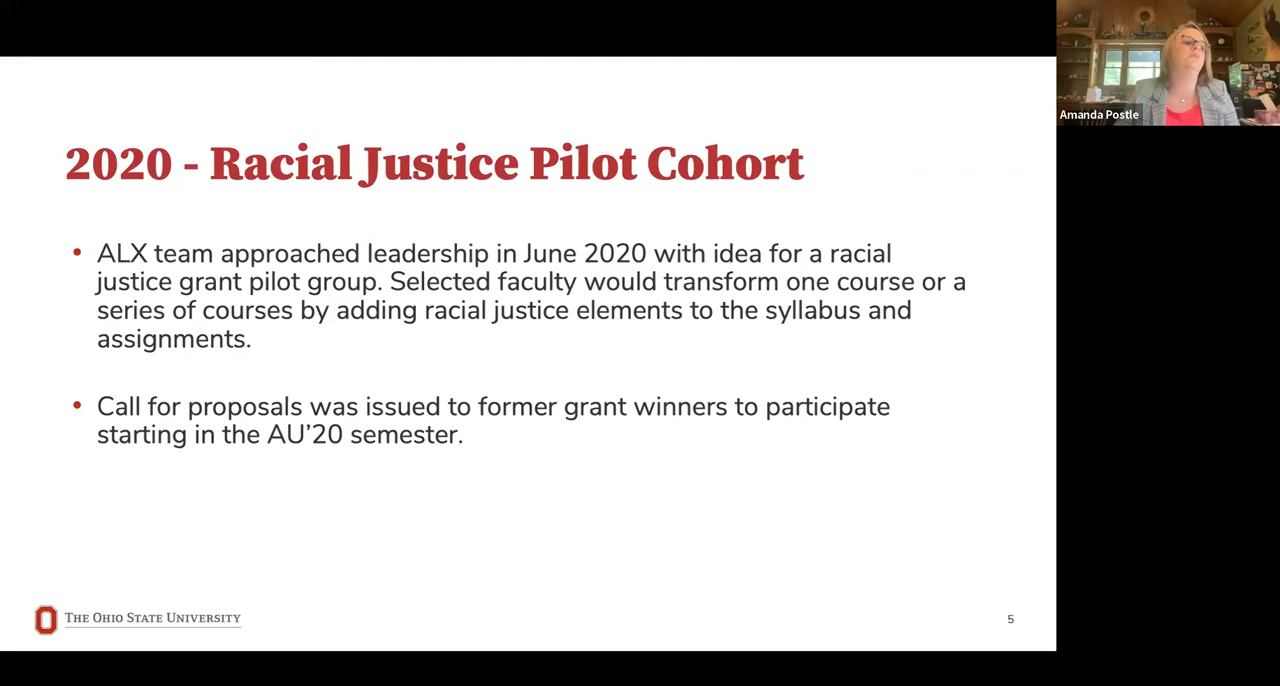 2020 - Racial Justice Pilot Cohort
• ALX team approached leadership in June 2020 with idea for a racial
justice grant pilot group. Selected faculty would transform one course or a
series of courses by adding racial justice elements to the syllabus and
assignments.
• Call for proposals was issued to former grant winners to participate
starting in the AU’20 semester.
THE OHIO STATE UNIVERSITY
5
Amanda Postle